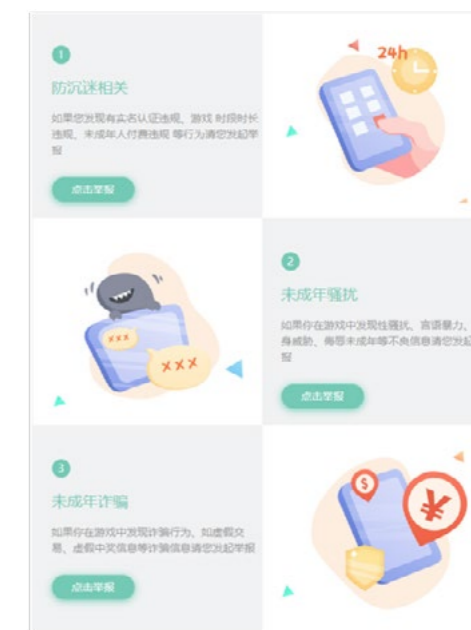 1
24h
防沉迷相关
如果您发现有实名认证违规、游戏 时段时长
违规、未成年人付费违规 等行为请您发起举
报
点击举报
2
未成年骚扰
如果你在游戏中发现性骚扰、言语暴力、
身威胁、侮辱未成年等不良信息请您发起
报
点击举报
xxx
XXX
3
未成年诈骗
如果你在游戏中发现诈骗行为、如虚假交
易、虚假中奖信息等诈骗信息请您发起举报
点击举报
$
¥